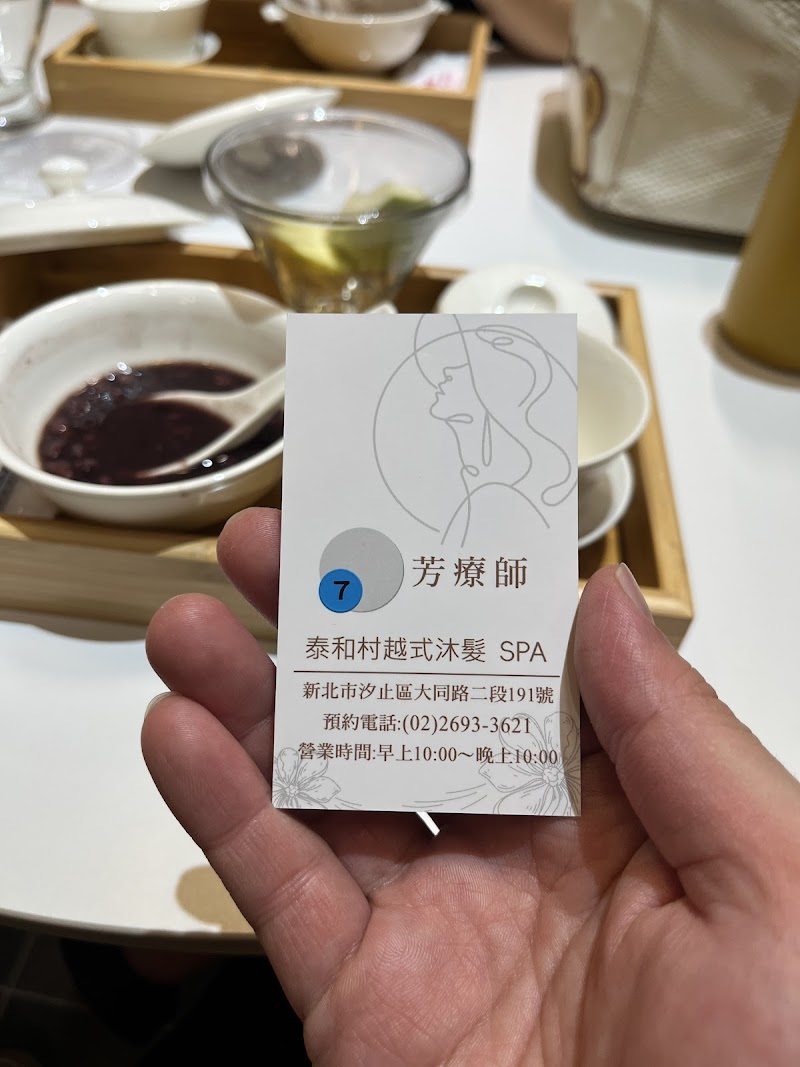 7
芳療師
泰和村越式沐髮 SPA
新北市汐止區大同路二段191號
預約電話:(02)2693-3621
營業時間:早上10:00～晚上10:00